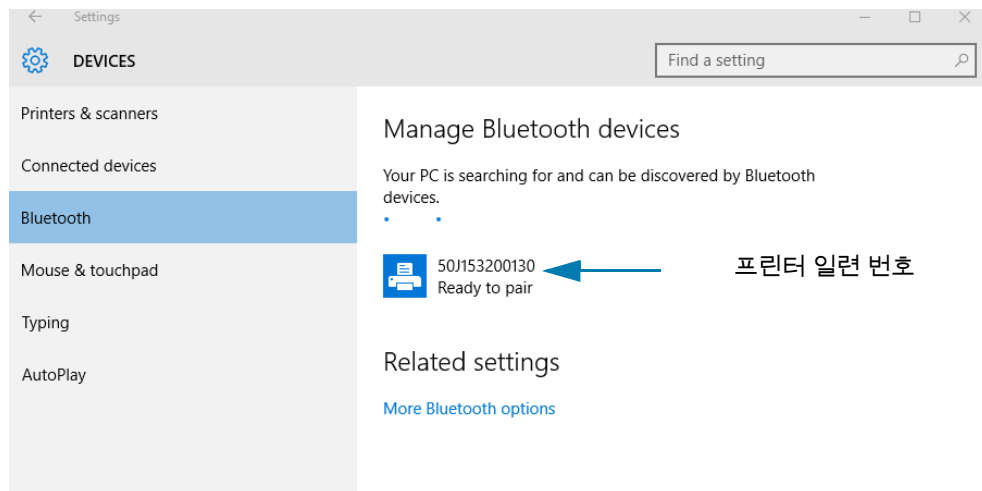 Settings
DEVICES
Find a setting
Printers & scanners
Connected devices
Bluetooth
Mouse & touchpad
Typing
AutoPlay
Manage Bluetooth devices
Your PC is searching for and can be discovered by Bluetooth
devices.
50J153200130
프린터 일련 번호
Ready to pair
Related settings
More Bluetooth options